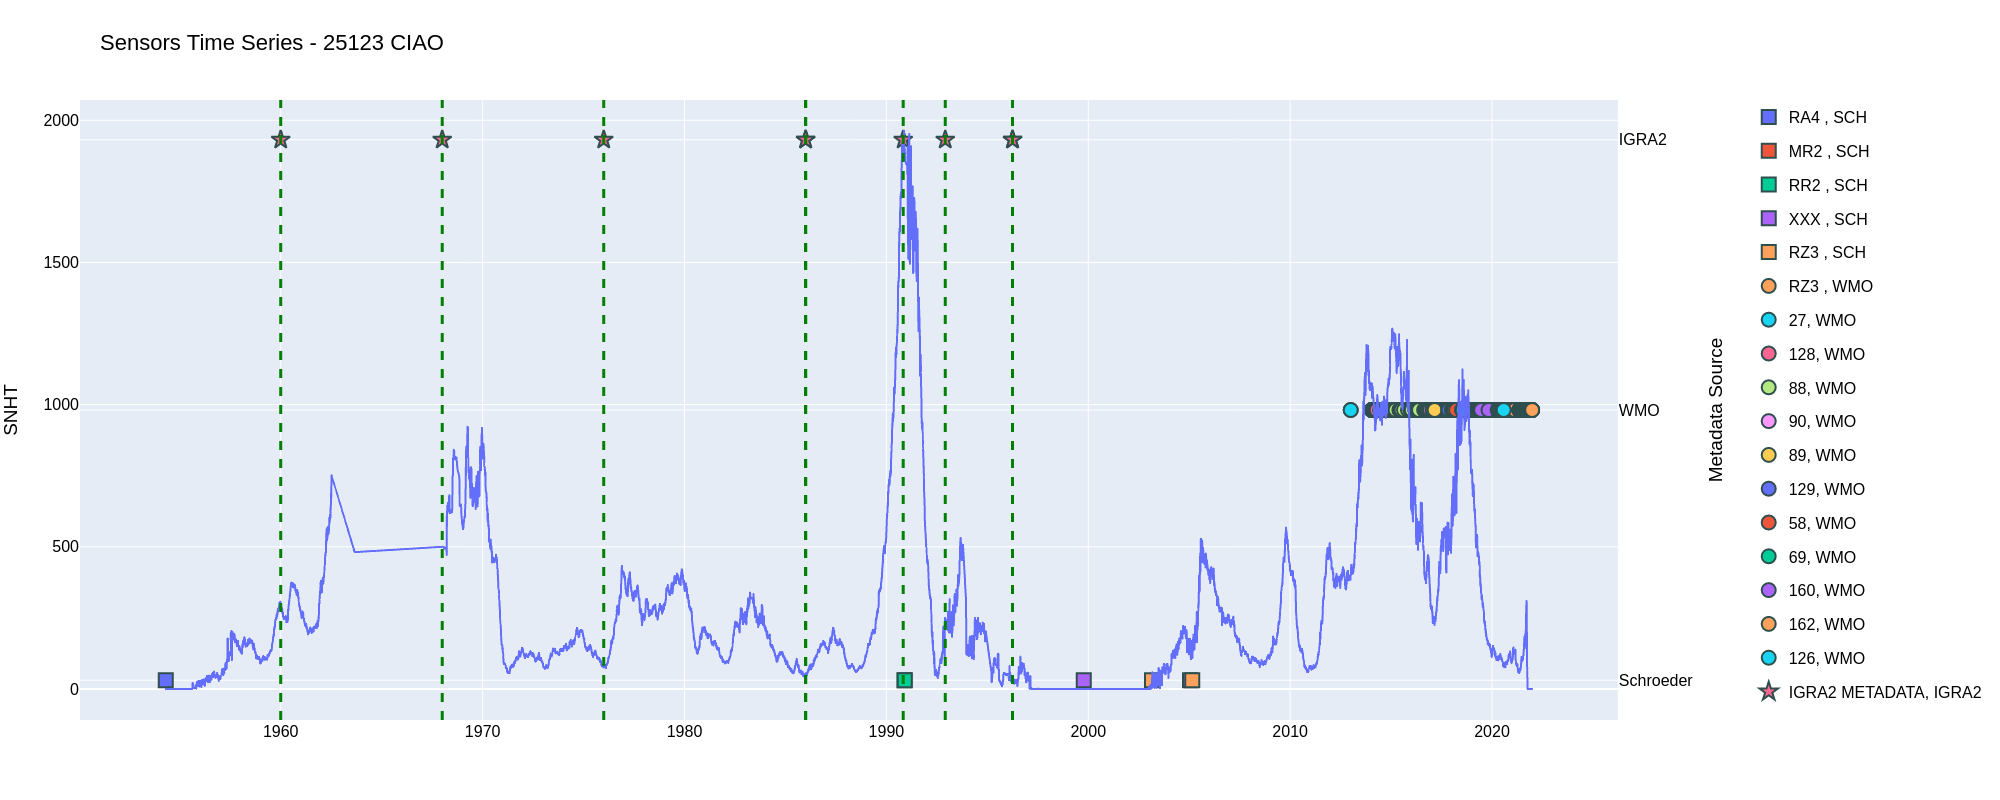 Sensors Time Series - 25123 CIAO
SNHT
2000
1500
1000
500
0
1960
1970
1980
1990
2000
2010
2020
IGRA2
WMO
Schroeder
Metadata Source
RA4 , SCH
MR2 , SCH
RR2 , SCH
XXX , SCH
RZ3 , SCH
RZ3 , WMO
27, WMO
128, WMO
88, WMO
90, WMO
89, WMO
129, WMO
58, WMO
69, WMO
160, WMO
162, WMO
126, WMO
IGRA2 METADATA, IGRA2